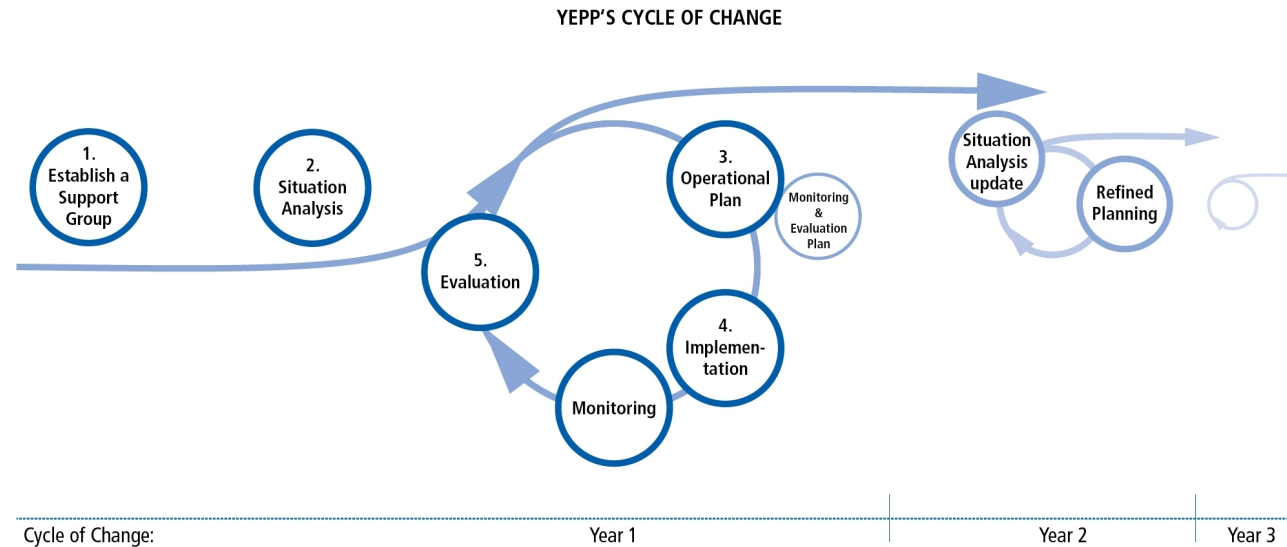 YEPP'S CYCLE OF CHANGE
1.
Establish a
Support
Group
2.
Situation
Analysis
3.
Operational
Plan
Monitoring
&
Evaluation
Plan
4.
Implemen-
tation
Monitoring
5.
Evaluation
Situation
Analysis
update
Refined
Planning
Cycle of Change:
Year 1
Year 2
Year 3